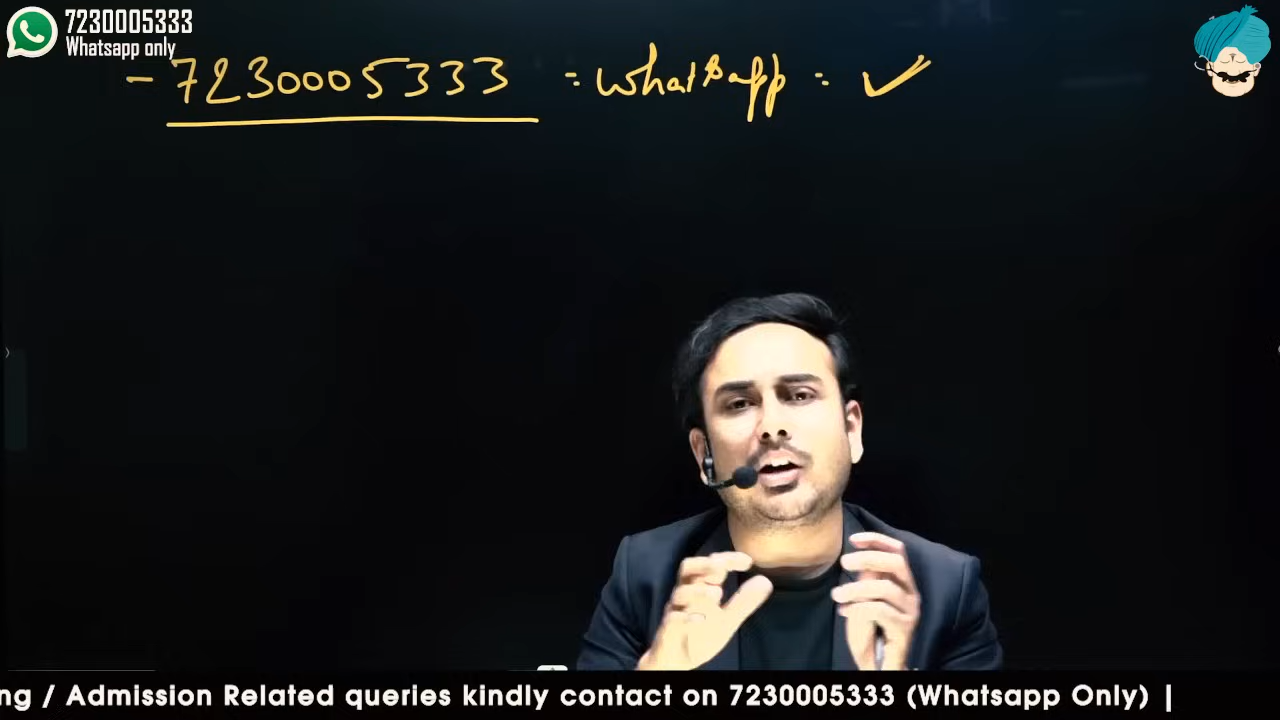 7230005333
Whatsapp only
- 7230005333 = whatsapp = ✓
ng / Admission Related queries kindly contact on 7230005333 (Whatsapp Only) |